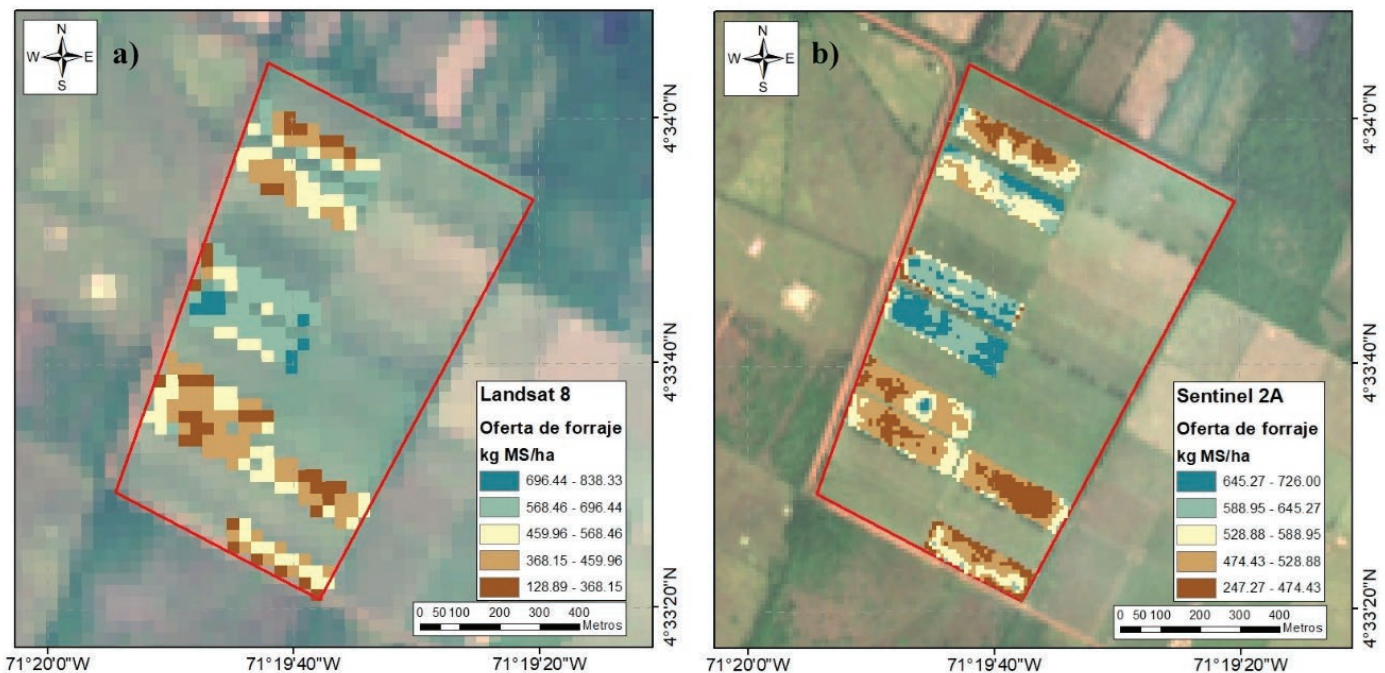 a)
N
W E
S
Landsat 8
Oferta de forraje
kg MS/ha
696.44 - 838.33
568.46 - 696.44
459.96 - 568.46
368.15 - 459.96
128.89 - 368.15
0 50 100 200 300 400
Metros
71°20'0"W 71°19'40"W 71°19'20"W
4°34'0"N
4°33'40"N
4°33'20"N
b)
N
W E
S
Sentinel 2A
Oferta de forraje
kg MS/ha
645.27 - 726.00
588.95 - 645.27
528.88 - 588.95
474.43 - 528.88
247.27 - 474.43
0 50 100 200 300 400
Metros
71°20'0"W 71°19'40"W 71°19'20"W
4°34'0"N
4°33'40"N
4°33'20"N